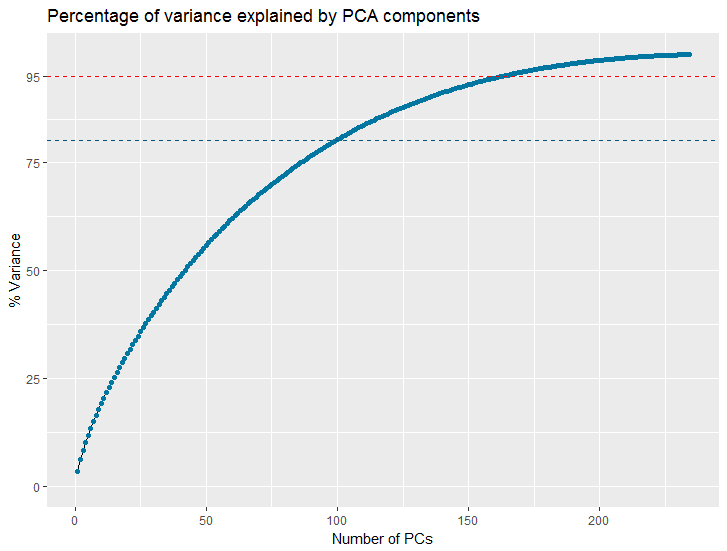 Percentage of variance explained by PCA components
% Variance
95
75
50
25
0
0 50 100 150 200
Number of PCs